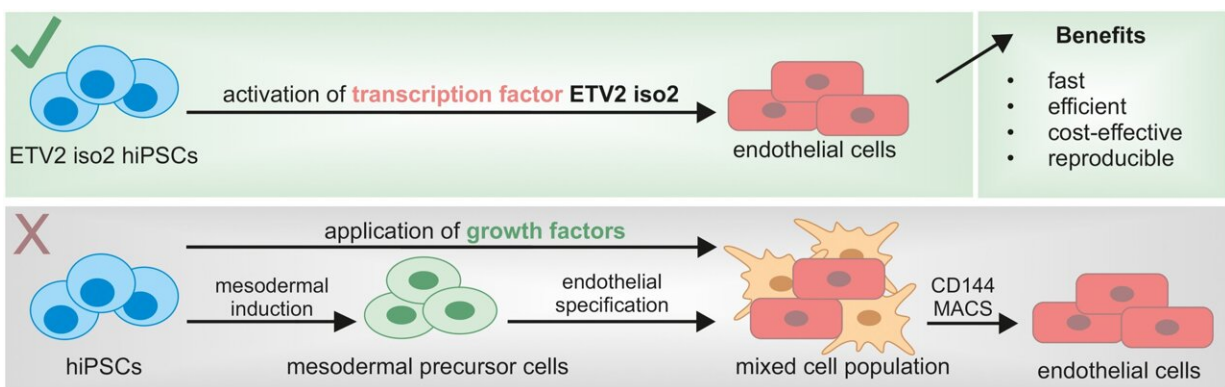 activation of transcription factor ETV2 iso2
ETV2 iso2 hiPSCs
endothelial cells
Benefits
• fast
• efficient
• cost-effective
• reproducible
X
application of growth factors
mesodermal
induction
endothelial
specification
CD144
MACS
hiPSCs
mesodermal precursor cells
mixed cell population
endothelial cells